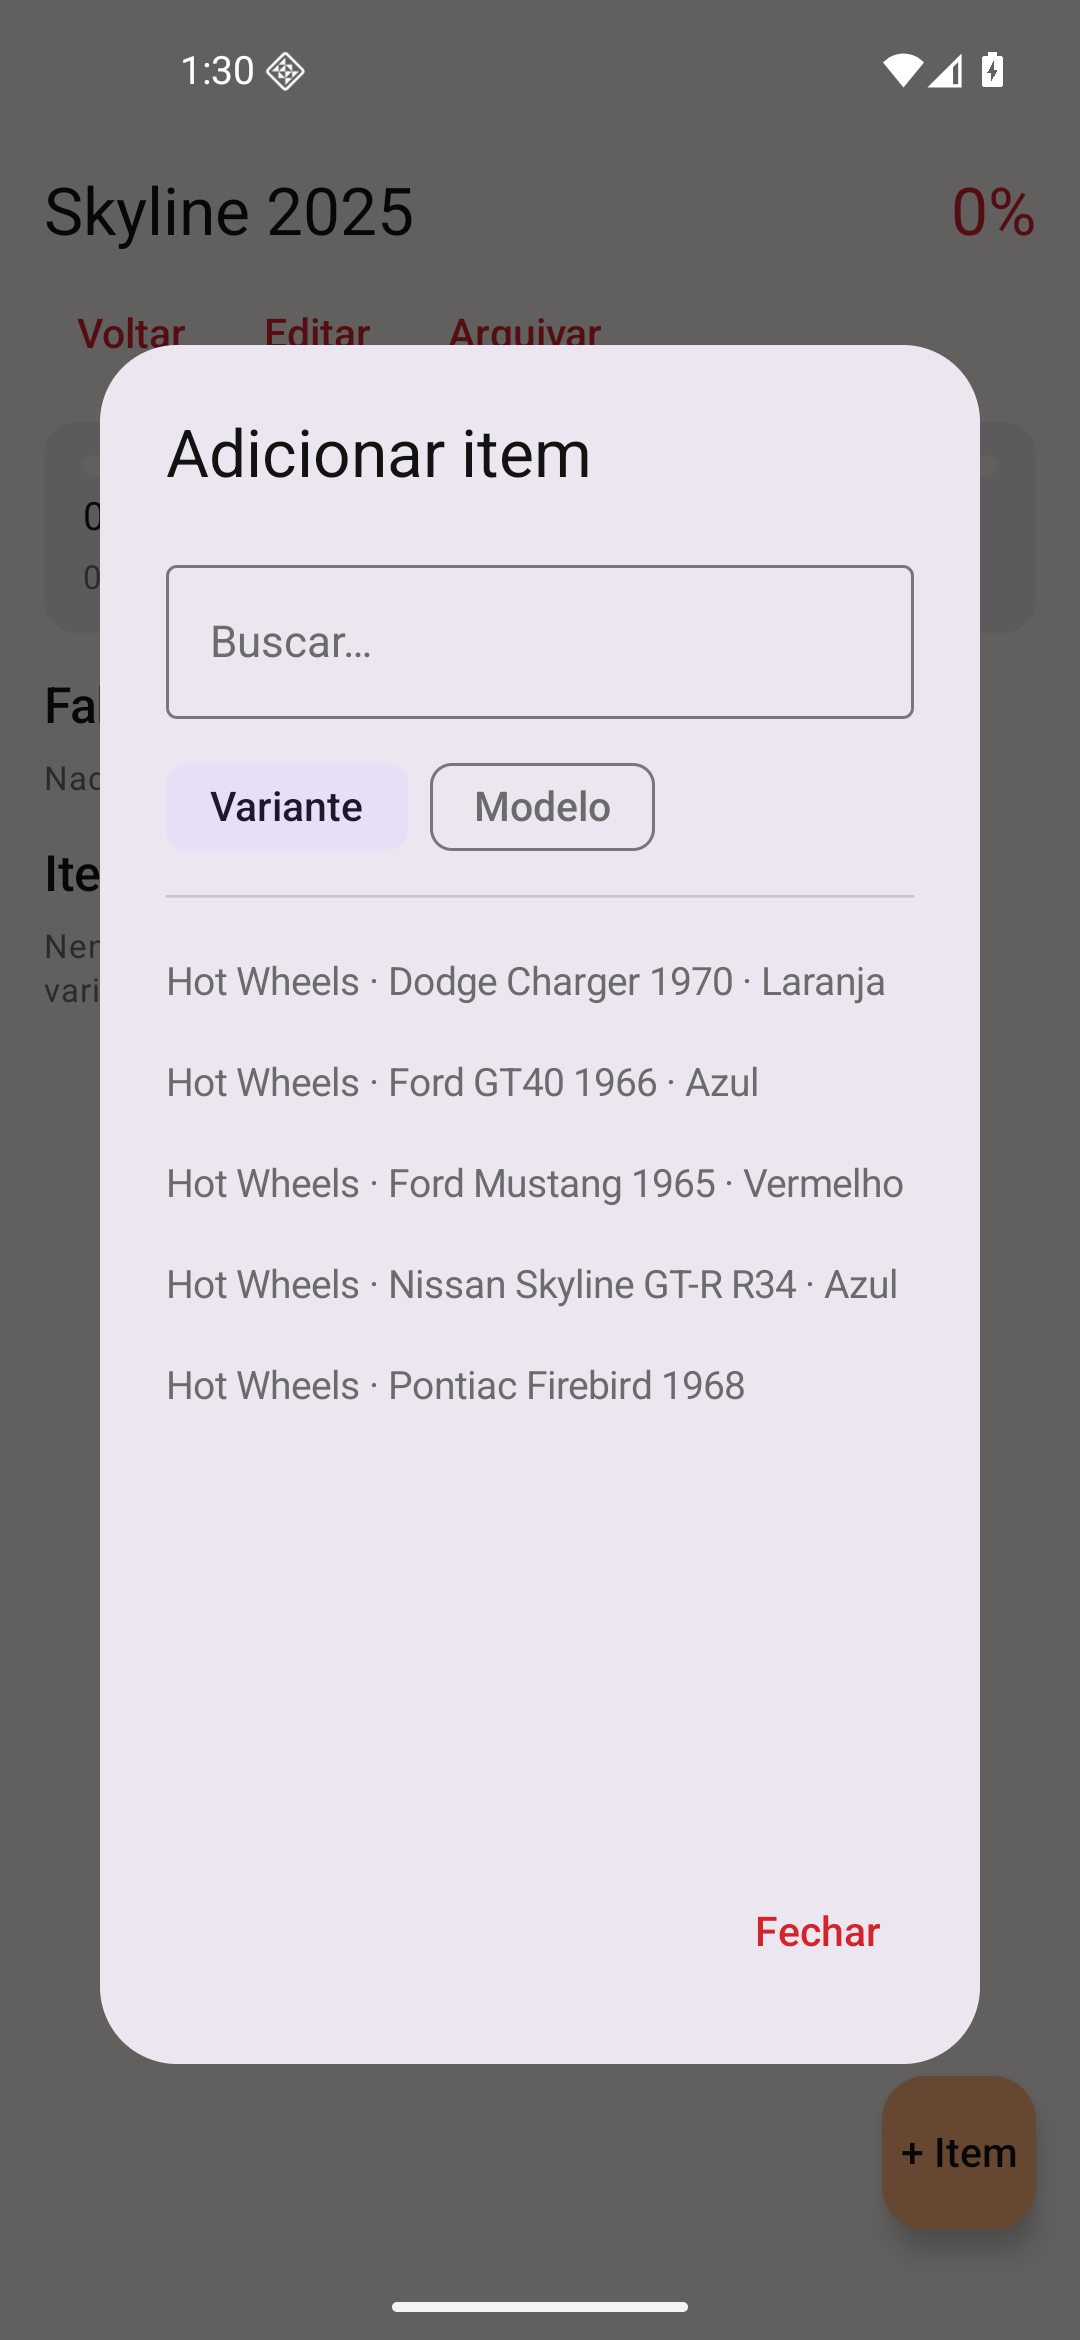 1:30
Skyline 2025
0%
Voltar
Editar
Arquivar
Adicionar item
Buscar...
Variante
Modelo
Hot Wheels · Dodge Charger 1970 · Laranja
Hot Wheels · Ford GT40 1966 · Azul
Hot Wheels · Ford Mustang 1965 · Vermelho
Hot Wheels · Nissan Skyline GT-R R34 · Azul
Hot Wheels · Pontiac Firebird 1968
Fechar
+ Item